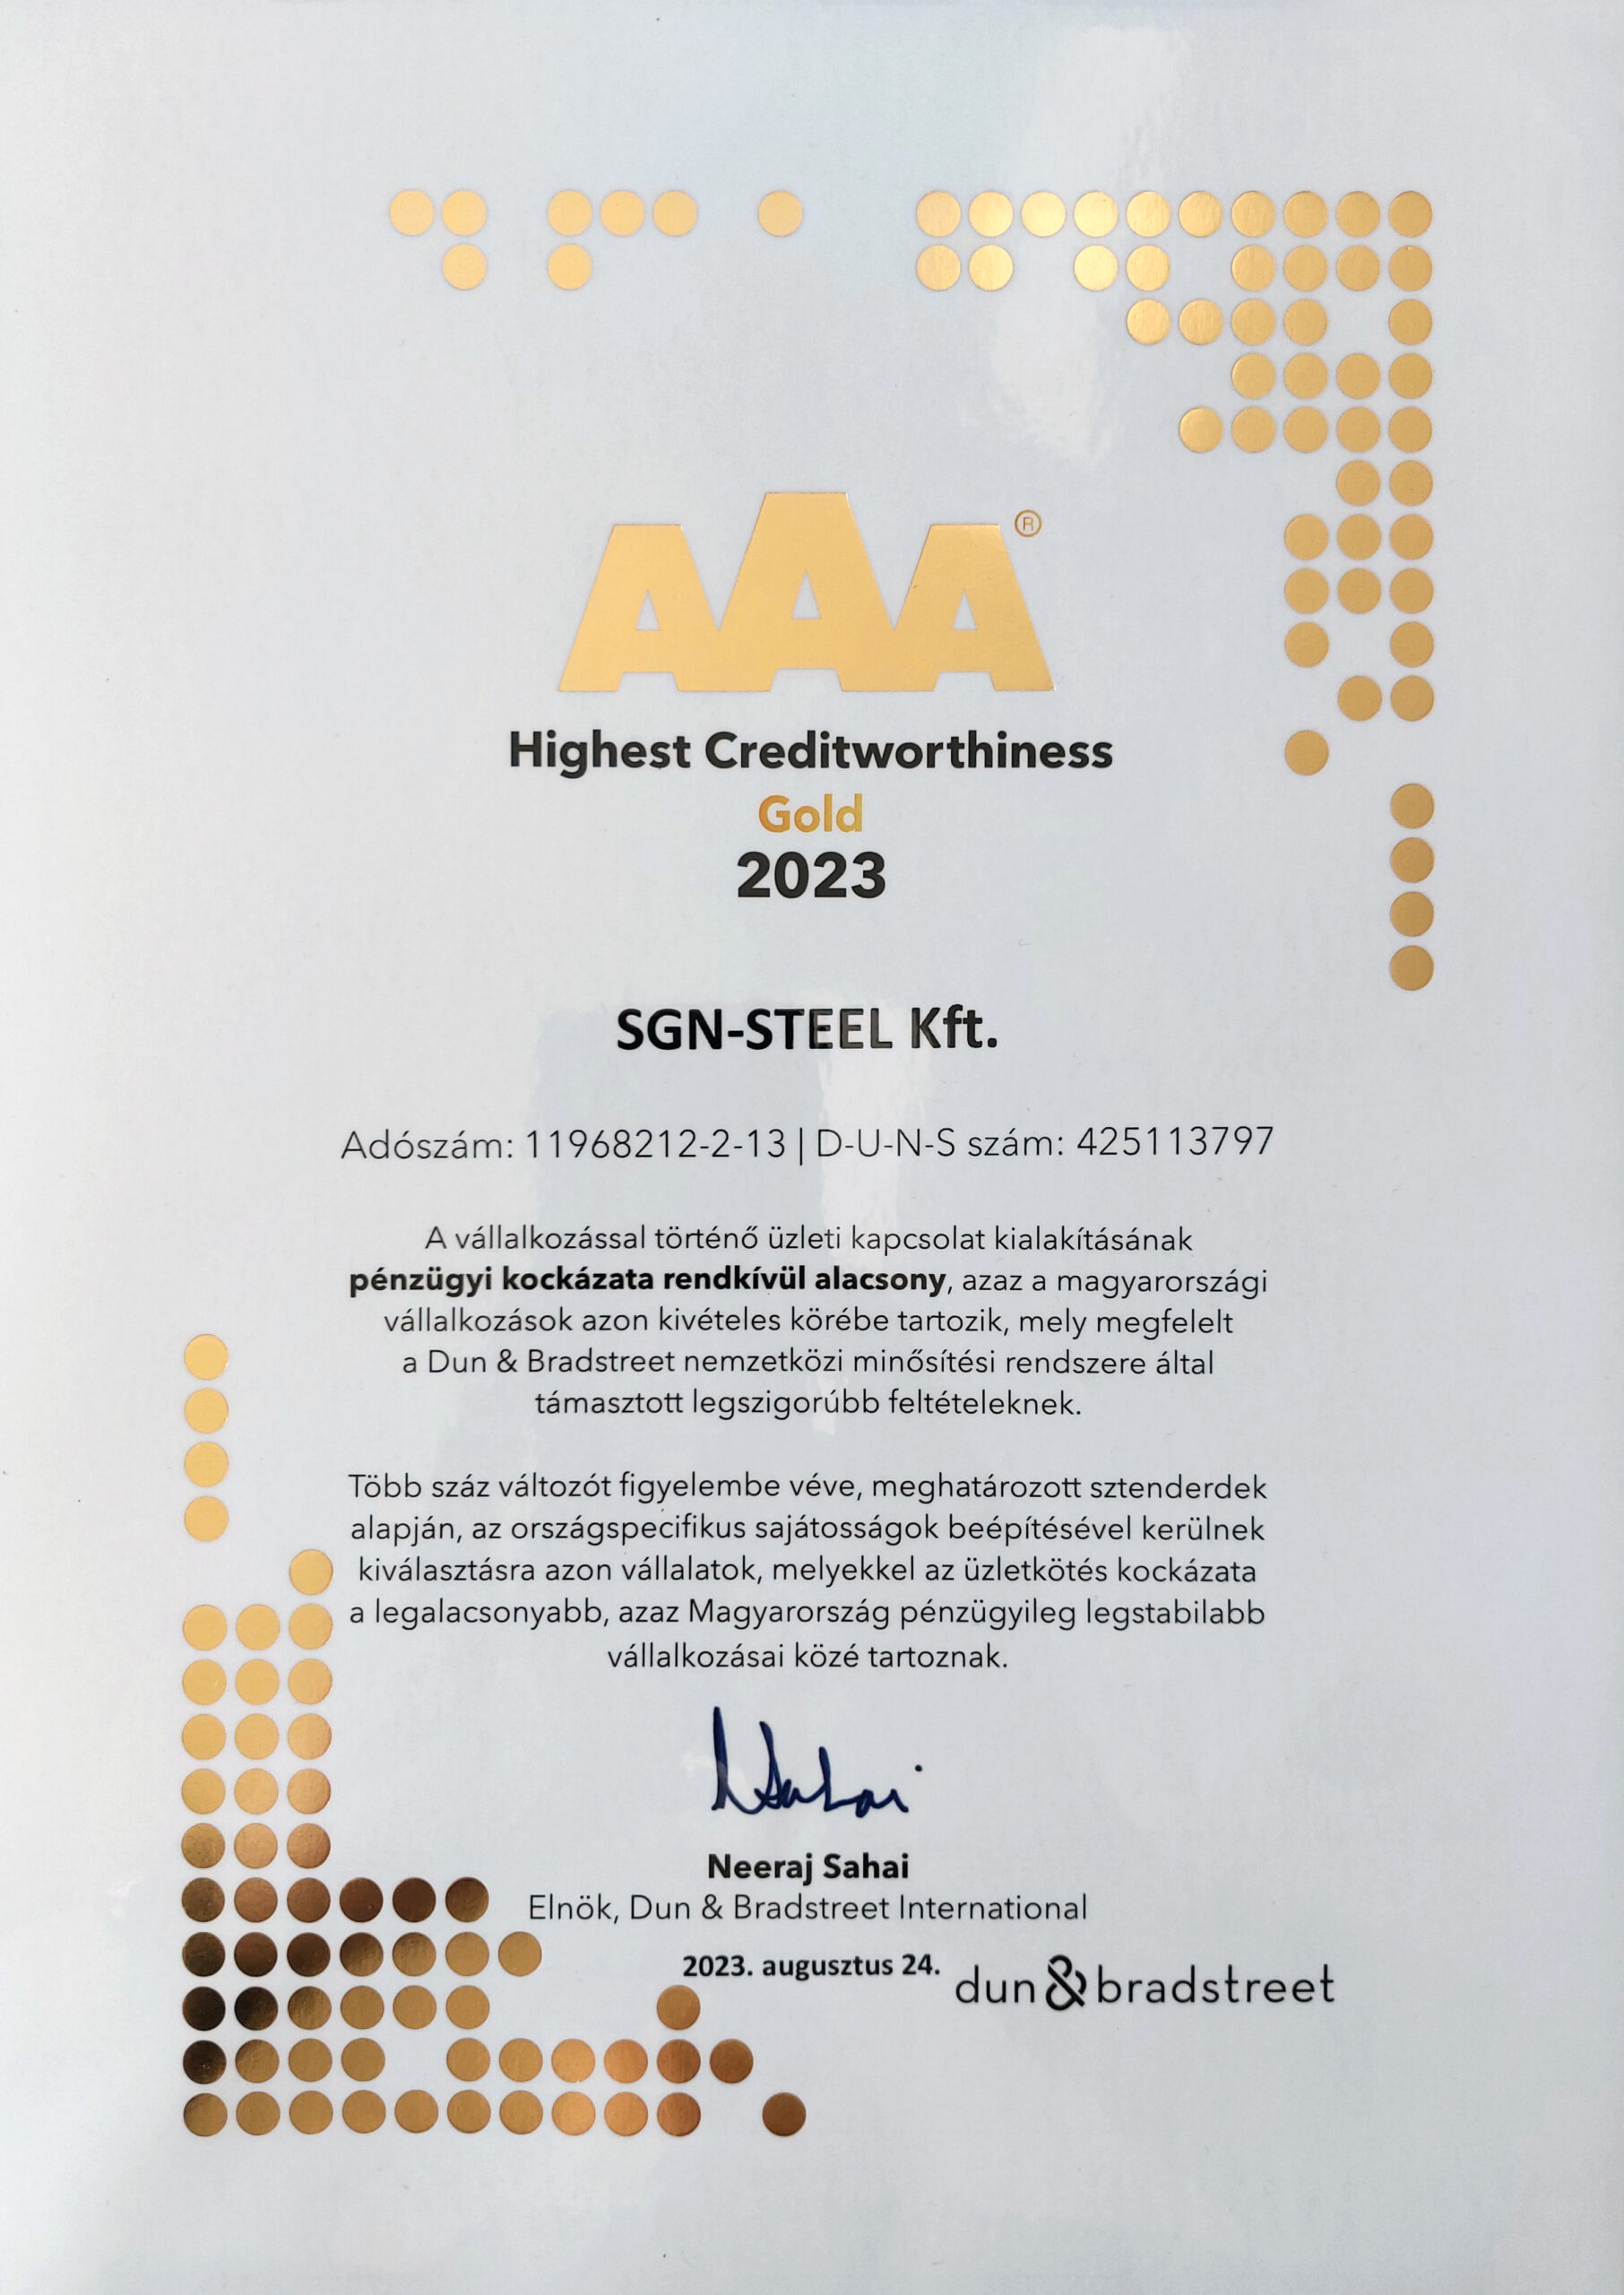 AAA®
Highest Creditworthiness
Gold
2023
SGN-STEEL Kft.
Adószám: 11968212-2-13 | D-U-N-S szám: 425113797
A vállalkozással történő üzleti kapcsolat kialakításának
pénzügyi kockázata rendkívül alacsony, azaz a magyarországi
vállalkozások azon kivételes körébe tartozik, mely megfelelt
a Dun & Bradstreet nemzetközi minősítési rendszere által
támasztott legszigorúbb feltételeknek.
Több száz változót figyelembe véve, meghatározott sztenderdek
alapján, az országspecifikus sajátosságok beépítésével kerülnek
kiválasztásra azon vállalatok, melyekkel az üzletkötés kockázata
a legalacsonyabb, azaz Magyarország pénzügyileg legstabilabb
vállalkozásai közé tartoznak.
NSahai
Neeraj Sahai
Elnök, Dun & Bradstreet International
2023. augusztus 24.
dun & bradstreet